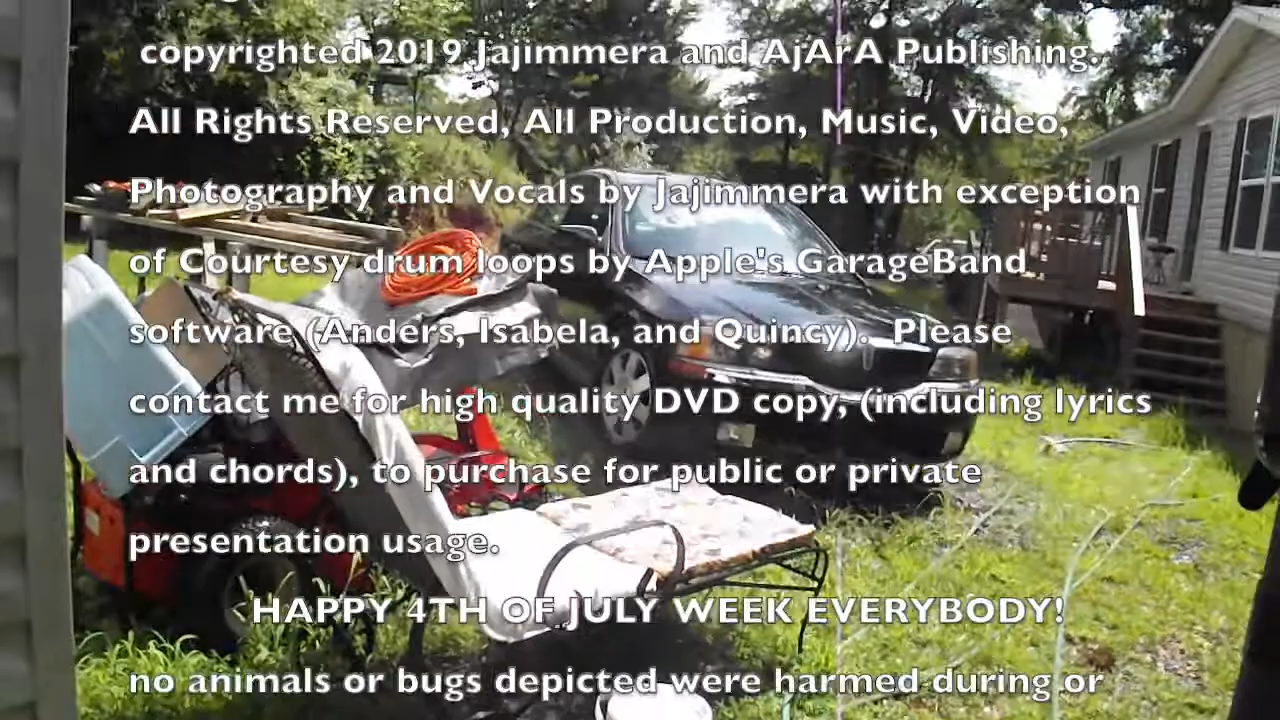 copyrighted 2019 Jajimmera and AjArA Publishing.
All Rights Reserved, All Production, Music, Video,
Photography and Vocals by Jajimmera with exception
of Courtesy drum loops by Apple's GarageBand
software (Anders, Isabela, and Quincy). Please
contact me for high quality DVD copy, (including lyrics
and chords), to purchase for public or private
presentation usage.
HAPPY 4TH OF JULY WEEK EVERYBODY!
no animals or bugs depicted were harmed during or